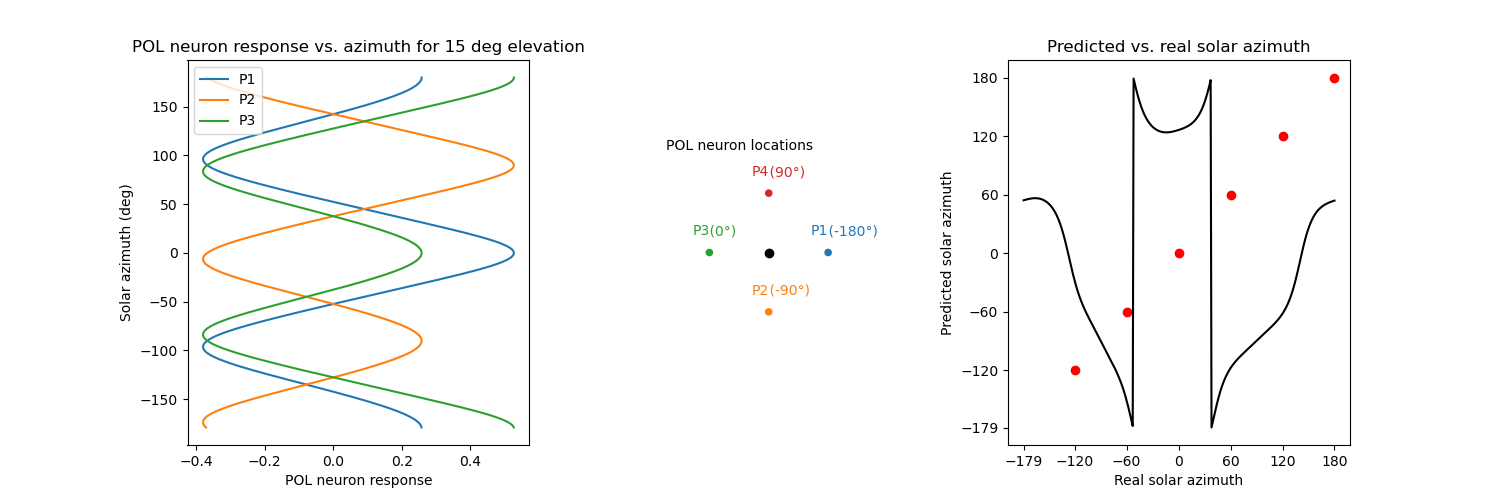 POL neuron response vs. azimuth for 15 deg elevation
P1
P2
P3
Solar azimuth (deg)
150
100
50
0
−50
−100
−150
−0.4
−0.2
0.0
0.2
0.4
POL neuron response
POL neuron locations
P4(90°)
P3(0°)
P1(-180°)
P2(-90°)
Predicted vs. real solar azimuth
Predicted solar azimuth
180
120
60
0
−60
−120
−179
−179
−120
−60
0
60
120
180
Real solar azimuth